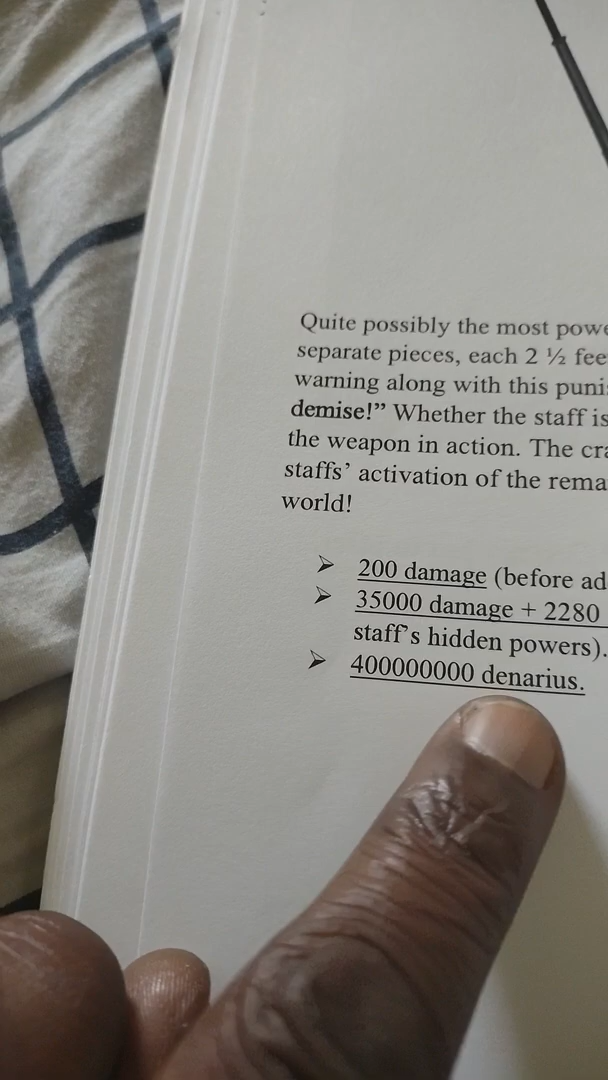 Quite possibly the most powe
separate pieces, each 2 ½ fee
warning along with this puni
demise!” Whether the staff is
the weapon in action. The cra
staffs’ activation of the rema
world!
➢ 200 damage (before ad
➢ 35000 damage + 2280
staff’s hidden powers).
➢ 400000000 denarius.